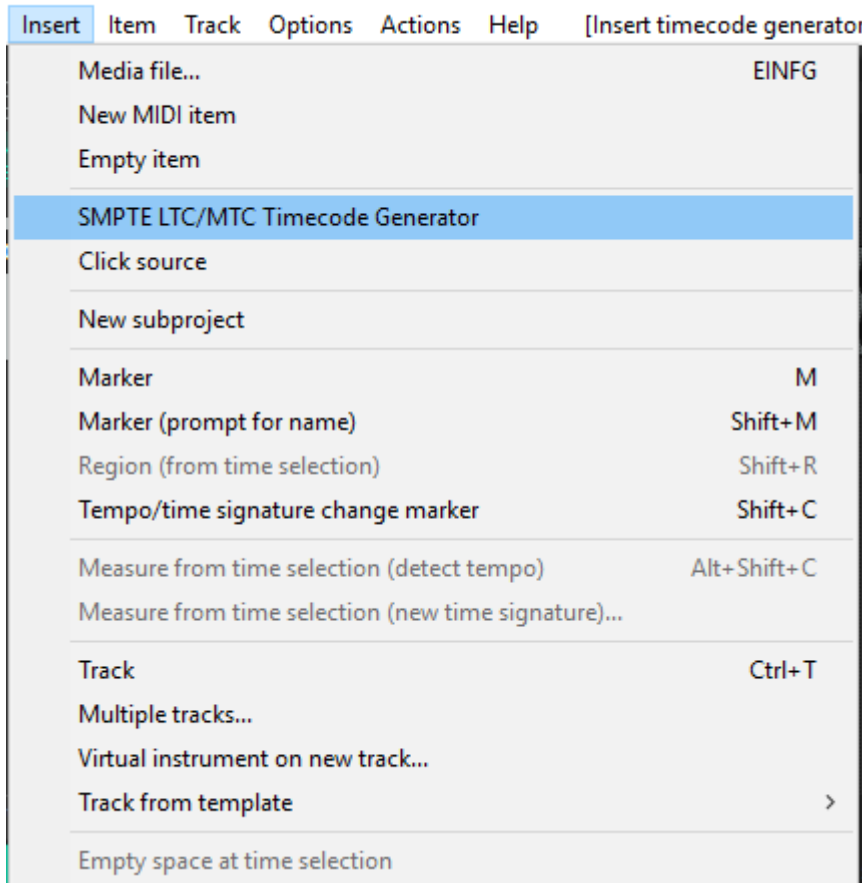 Insert Item Track Options Actions Help [Insert timecode generator
Media file... EINFG
New MIDI item
Empty item
SMPTE LTC/MTC Timecode Generator
Click source
New subproject
Marker M
Marker (prompt for name) Shift+M
Region (from time selection) Shift+R
Tempo/time signature change marker Shift+C
Measure from time selection (detect tempo) Alt+Shift+C
Measure from time selection (new time signature)...
Track Ctrl+T
Multiple tracks...
Virtual instrument on new track...
Track from template >
Empty space at time selection